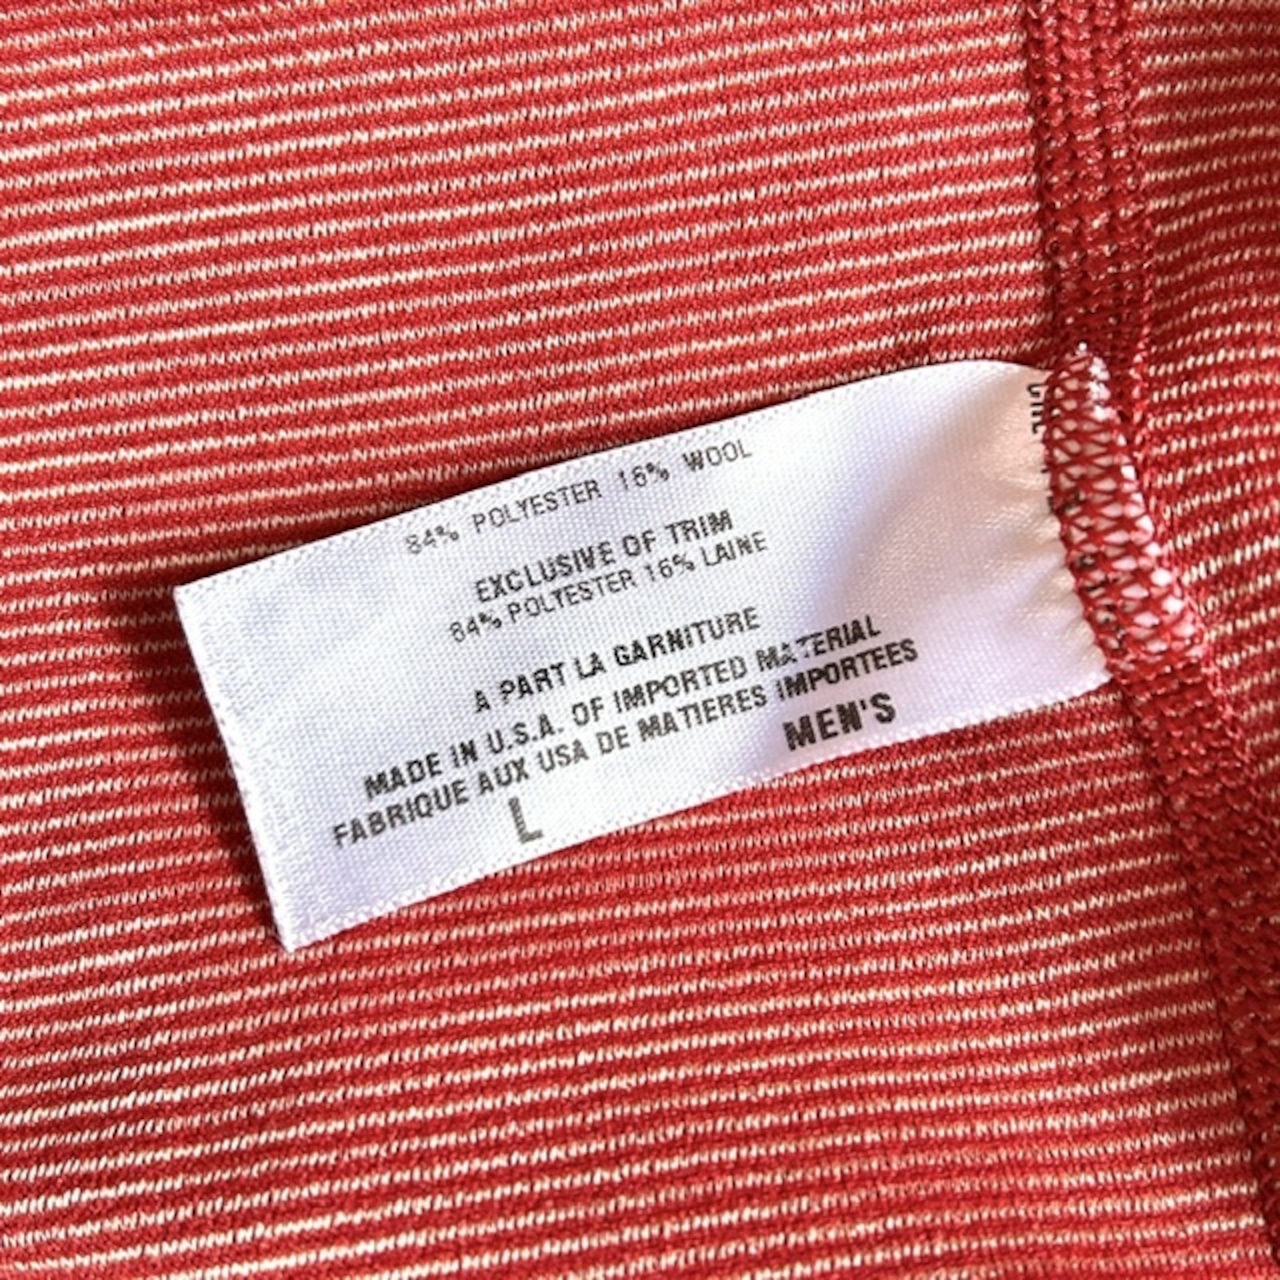 84% POLYESTER 16% WOOL
EXCLUSIVE OF TRIM
84% POLYESTER 16% LAINE
A PART LA GARNITURE
MADE IN U.S.A. OF IMPORTED MATERIAL
FABRIQUE AUX USA DE MATIERES IMPORTEES
L MEN'S